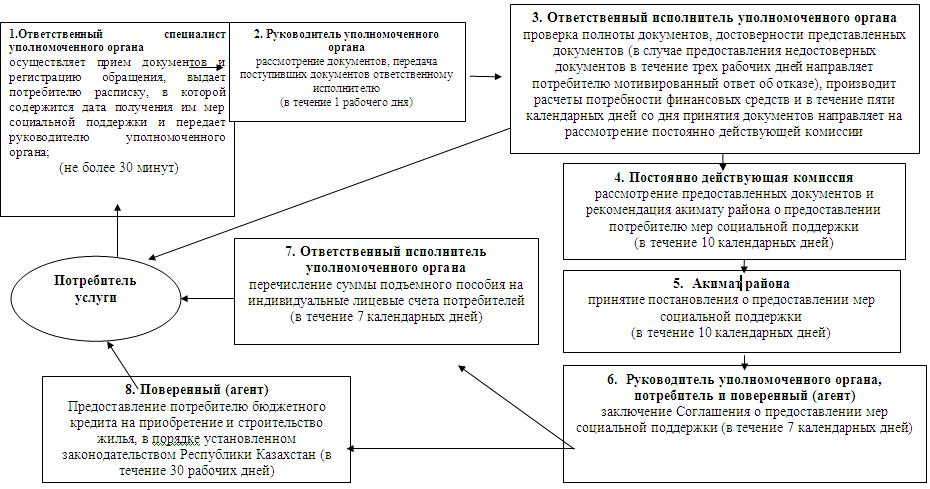 1.Ответственный специалист
уполномоченного органа
осуществляет прием документов и
регистрацию обращения, выдает
потребителю расписку, в которой
содержится дата получения им мер
социальной поддержки и передает
руководителю уполномоченного
органа;
(не более 30 минут)
2. Руководитель уполномоченного
органа
рассмотрение документов, передача
поступивших документов ответственному
исполнителю
(в течение 1 рабочего дня)
3. Ответственный исполнитель уполномоченного органа
проверка полноты документов, достоверности представленных
документов (в случае предоставления недостоверных
документов в течение трех рабочих дней направляет
потребителю мотивированный ответ об отказе), производит
расчеты потребности финансовых средств и в течение пяти
календарных дней со дня принятия документов направляет на
рассмотрение постоянно действующей комиссии
4. Постоянно действующая комиссия
рассмотрение предоставленных документов и
рекомендация акимату района о предоставлении
потребителю мер социальной поддержки
(в течение 10 календарных дней)
5. Акимат района
принятие постановления о предоставлении мер
социальной поддержки
(в течение 10 календарных дней)
6. Руководитель уполномоченного органа,
потребитель и поверенный (агент)
заключение Соглашения о предоставлении мер
социальной поддержки (в течение 7 календарных дней)
7. Ответственный исполнитель
уполномоченного органа
перечисление суммы подъемного пособия на
индивидуальные лицевые счета потребителей
(в течение 7 календарных дней)
Потребитель
услуги
8. Поверенный (агент)
Предоставление потребителю бюджетного
кредита на приобретение и строительство
жилья, в порядке установленном
законодательством Республики Казахстан (в
течение 30 рабочих дней)